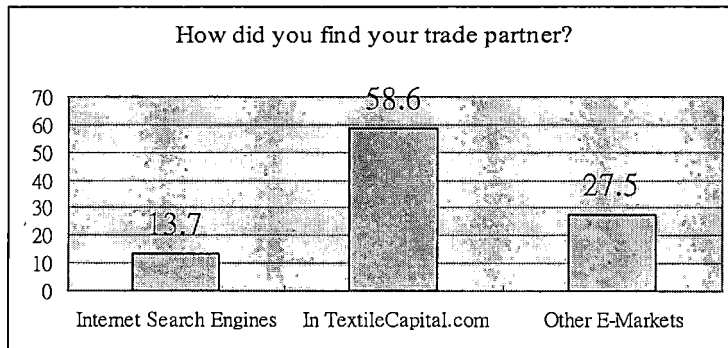 How did you find your trade partner?
70
60
50
40
30
20
10
0
13.7
58.6
27.5
Internet Search Engines
In TextileCapital.com
Other E-Markets